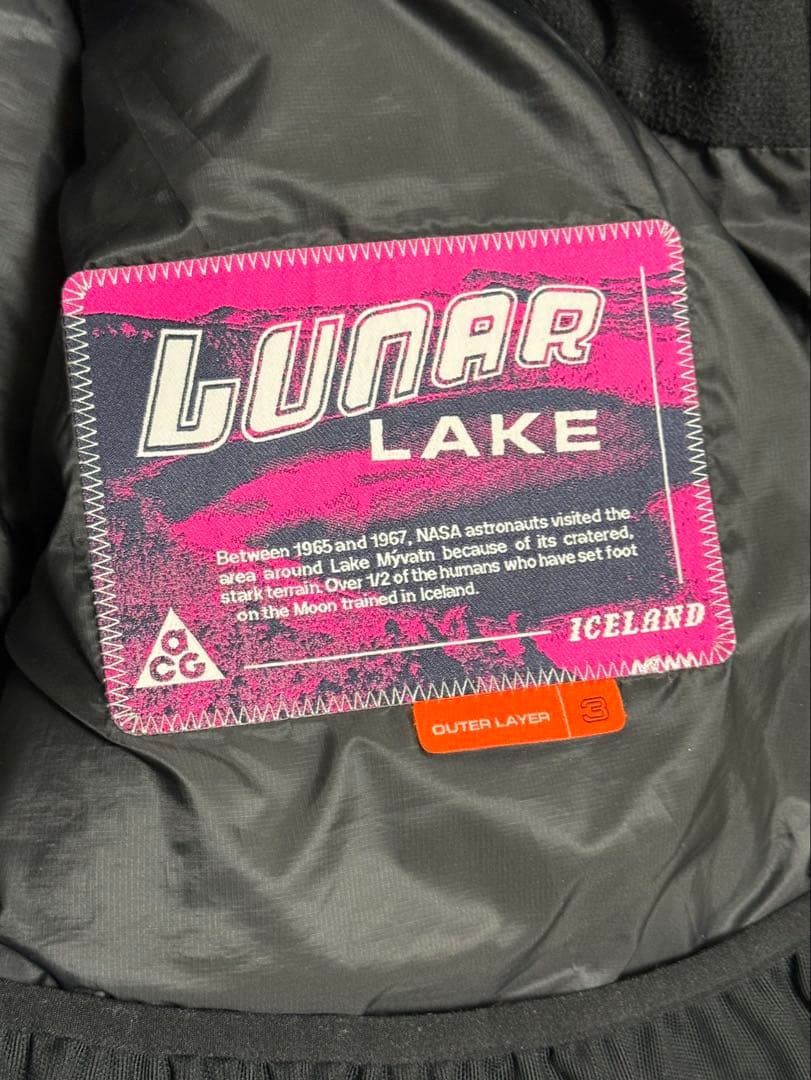 LUNAR
LAKE
Between 1965 and 1967, NASA astronauts visited the
area around Lake Mývatn because of its cratered,
stark terrain. Over 1/2 of the humans who have set foot
on the Moon trained in Iceland.
ICELAND
aCG
OUTER LAYER 3